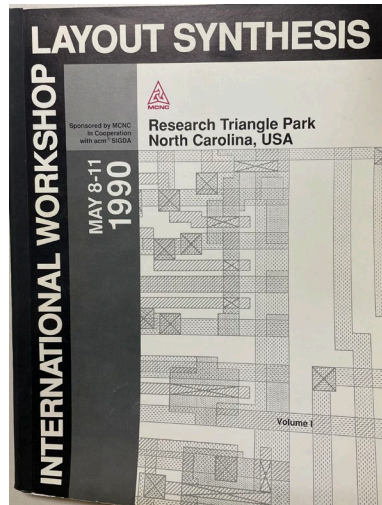 LAYOUT SYNTHESIS
INTERNATIONAL WORKSHOP
MCNC
Sponsored by MCNC
In Cooperation
with acm SIGDA
Research Triangle Park
North Carolina, USA
MAY 8-11
1990
Volume I